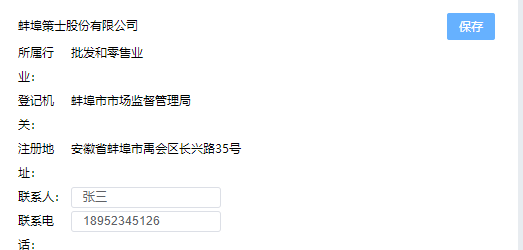 蚌埠策士股份有限公司 保存
所属行 批发和零售业
业：
登记机 蚌埠市市场监督管理局
关：
注册地 安徽省蚌埠市禹会区长兴路35号
址：
联系人： 张三
联系电 18952345126
话：